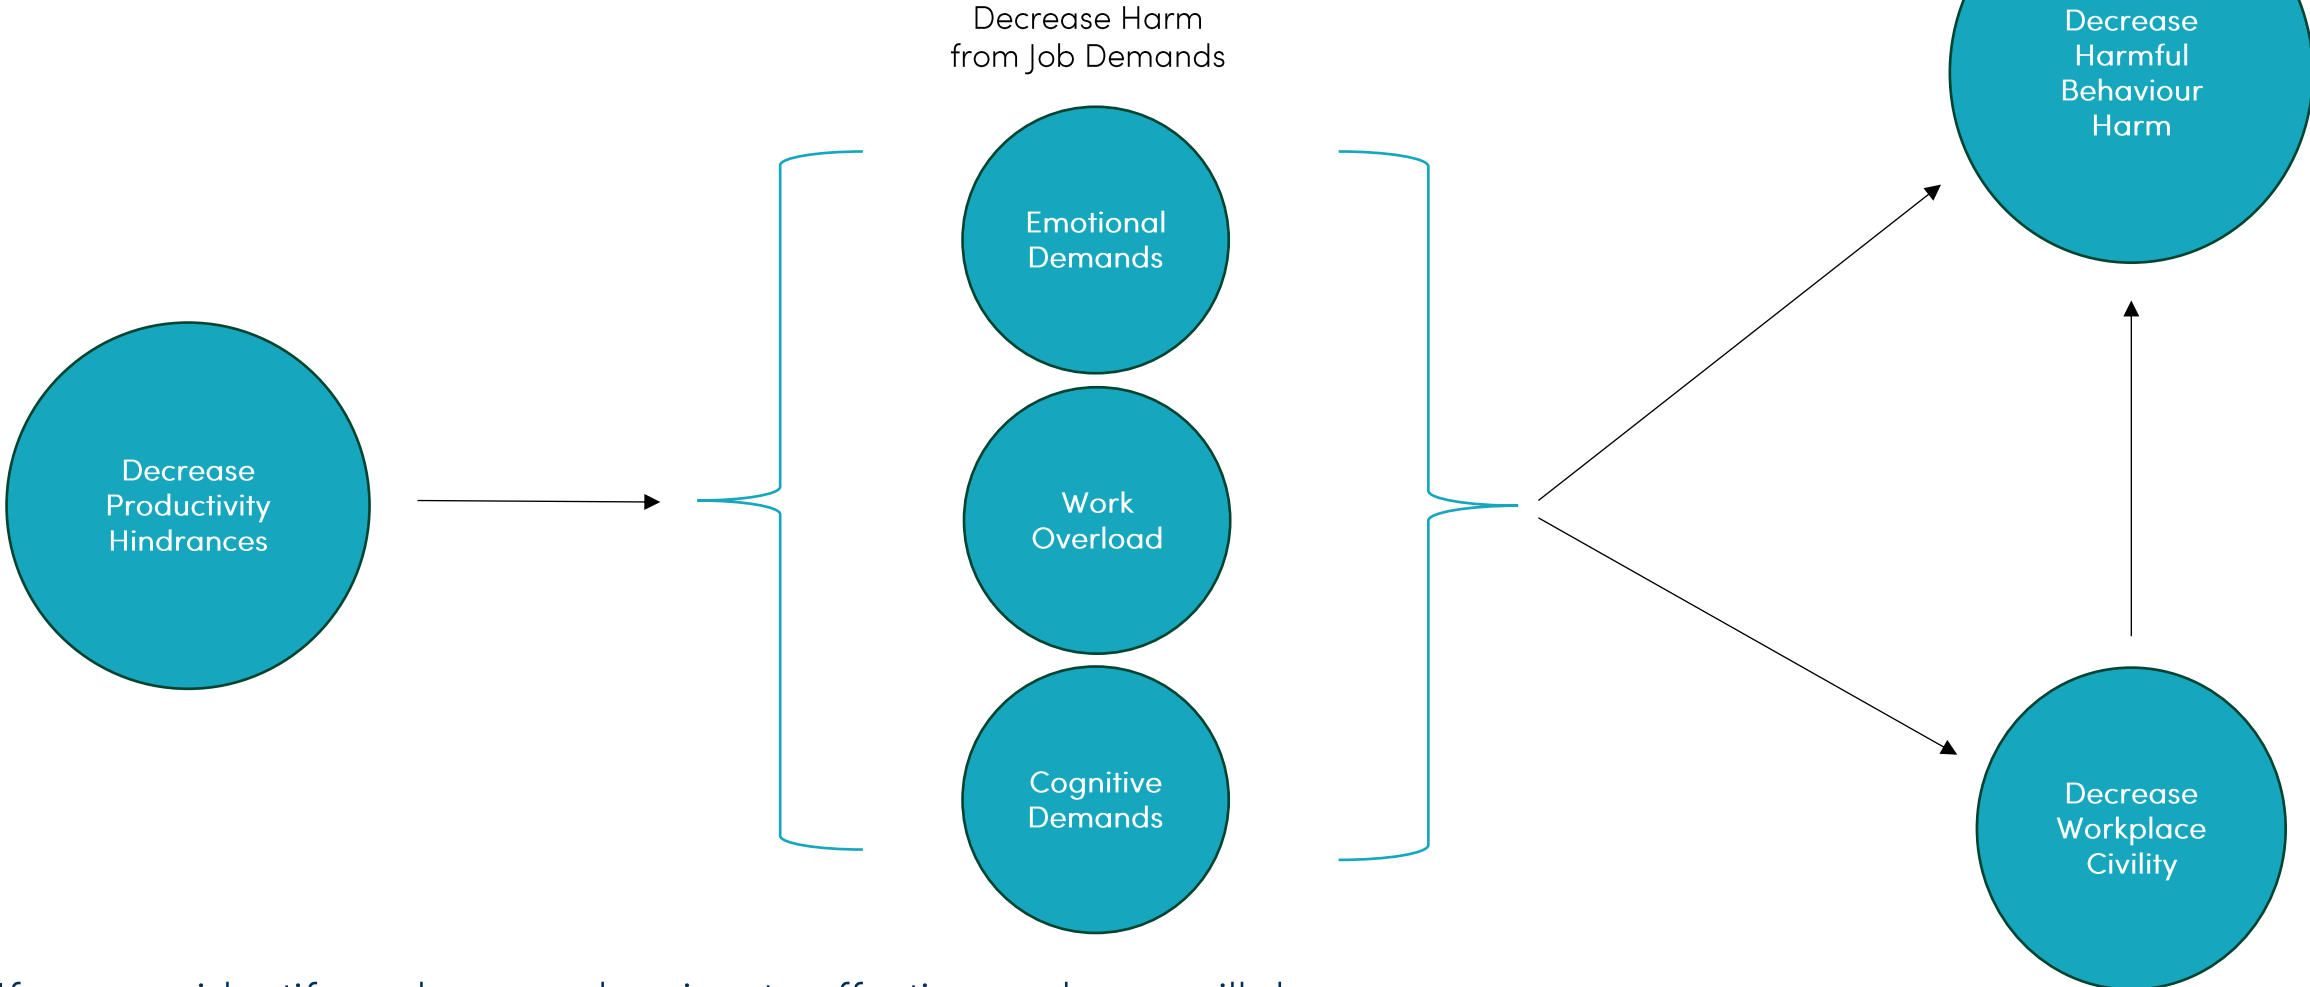 Decrease Harm
from Job Demands
Decrease
Harmful
Behaviour
Harm
Emotional
Demands
Decrease
Productivity
Hindrances
Work
Overload
Cognitive
Demands
Decrease
Workplace
Civility